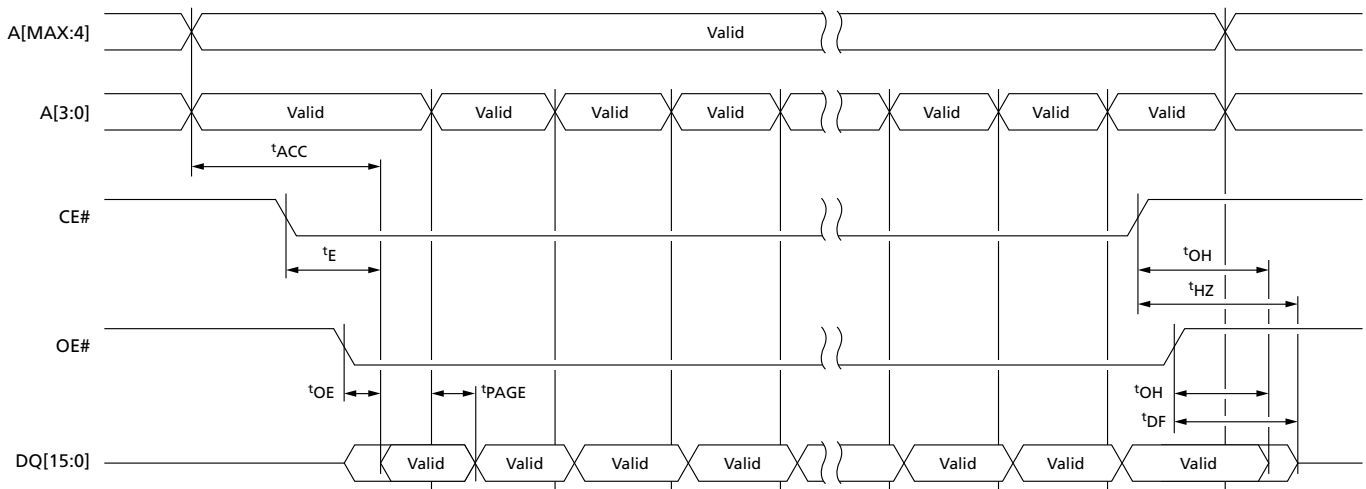 A[MAX:4]
Valid
A[3:0]
Valid Valid Valid Valid Valid Valid Valid
tACC
CE#
tE
tOH
tHZ
OE#
tOE
tPAGE
tOH
tDF
DQ[15:0]
Valid Valid Valid Valid Valid Valid Valid